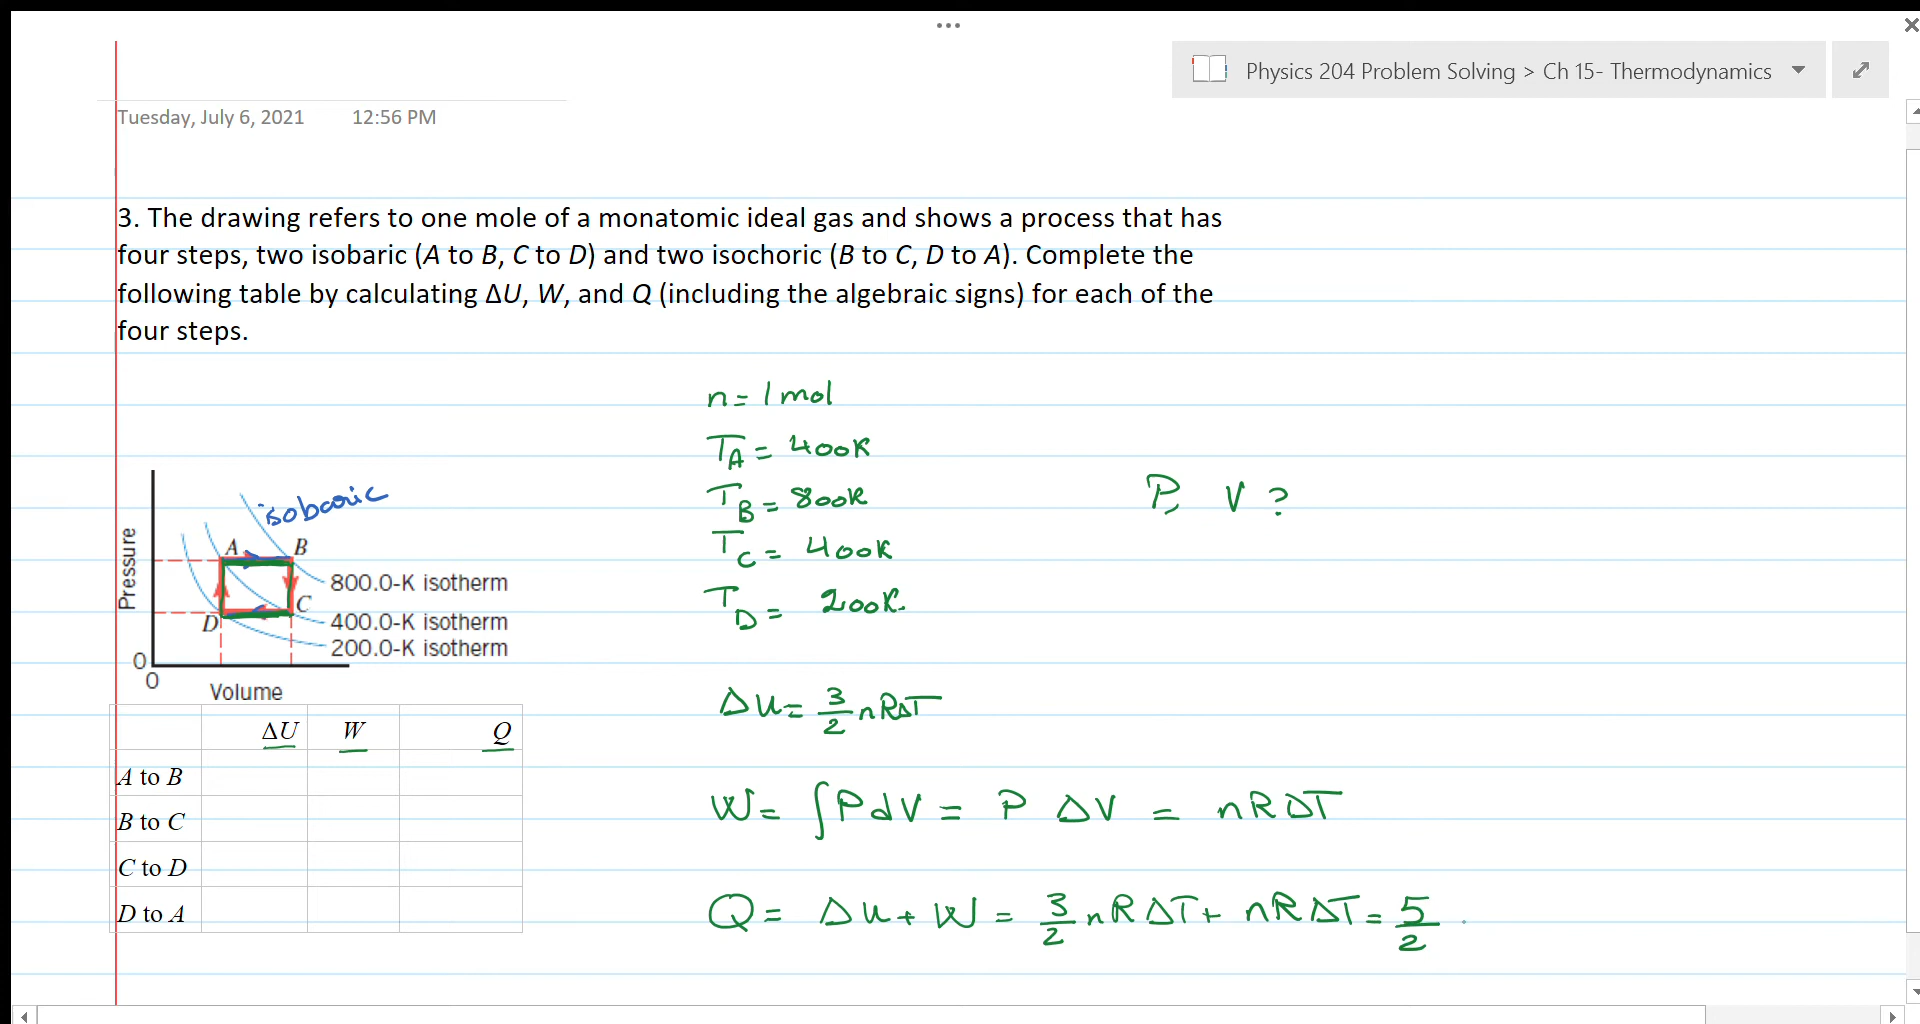 Physics 204 Problem Solving > Ch 15- Thermodynamics
Tuesday, July 6, 2021 12:56 PM
3. The drawing refers to one mole of a monatomic ideal gas and shows a process that has
four steps, two isobaric (A to B, C to D) and two isochoric (B to C, D to A). Complete the
following table by calculating ΔU, W, and Q (including the algebraic signs) for each of the
four steps.
n = 1 mol
T_A = 400K
T_B = 800K
T_C = 400K
T_D = 200K.
P, V ?
isobaric
Pressure
A
B
800.0-K isotherm
C
D
400.0-K isotherm
200.0-K isotherm
0
0
Volume
ΔU W Q
A to B
B to C
C to D
D to A
ΔU = 3/2 nRΔT
W = ∫PdV = P ΔV = nRΔT
Q = ΔU + W = 3/2 nRΔT + nRΔT = 5/2